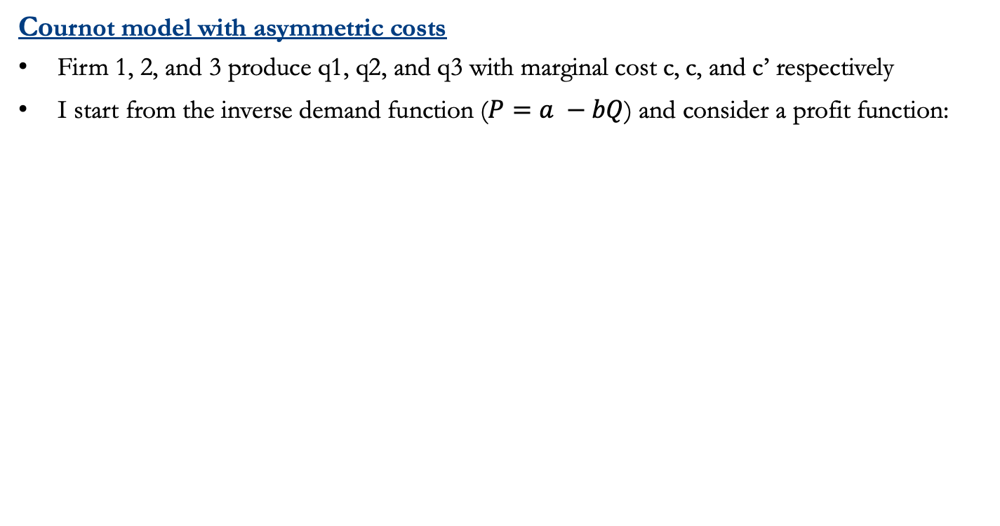 Cournot model with asymmetric costs
• Firm 1, 2, and 3 produce q1, q2, and q3 with marginal cost c, c, and c’ respectively
• I start from the inverse demand function (P = a − bQ) and consider a profit function: